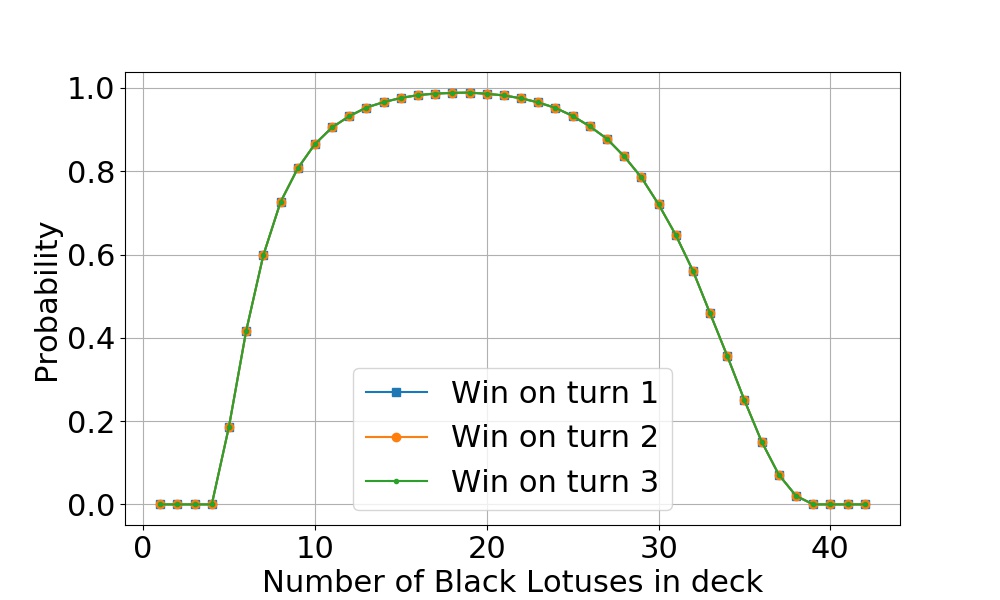 1.0
0.8
0.6
0.4
0.2
0.0
Probability
Win on turn 1
Win on turn 2
Win on turn 3
0 10 20 30 40
Number of Black Lotuses in deck